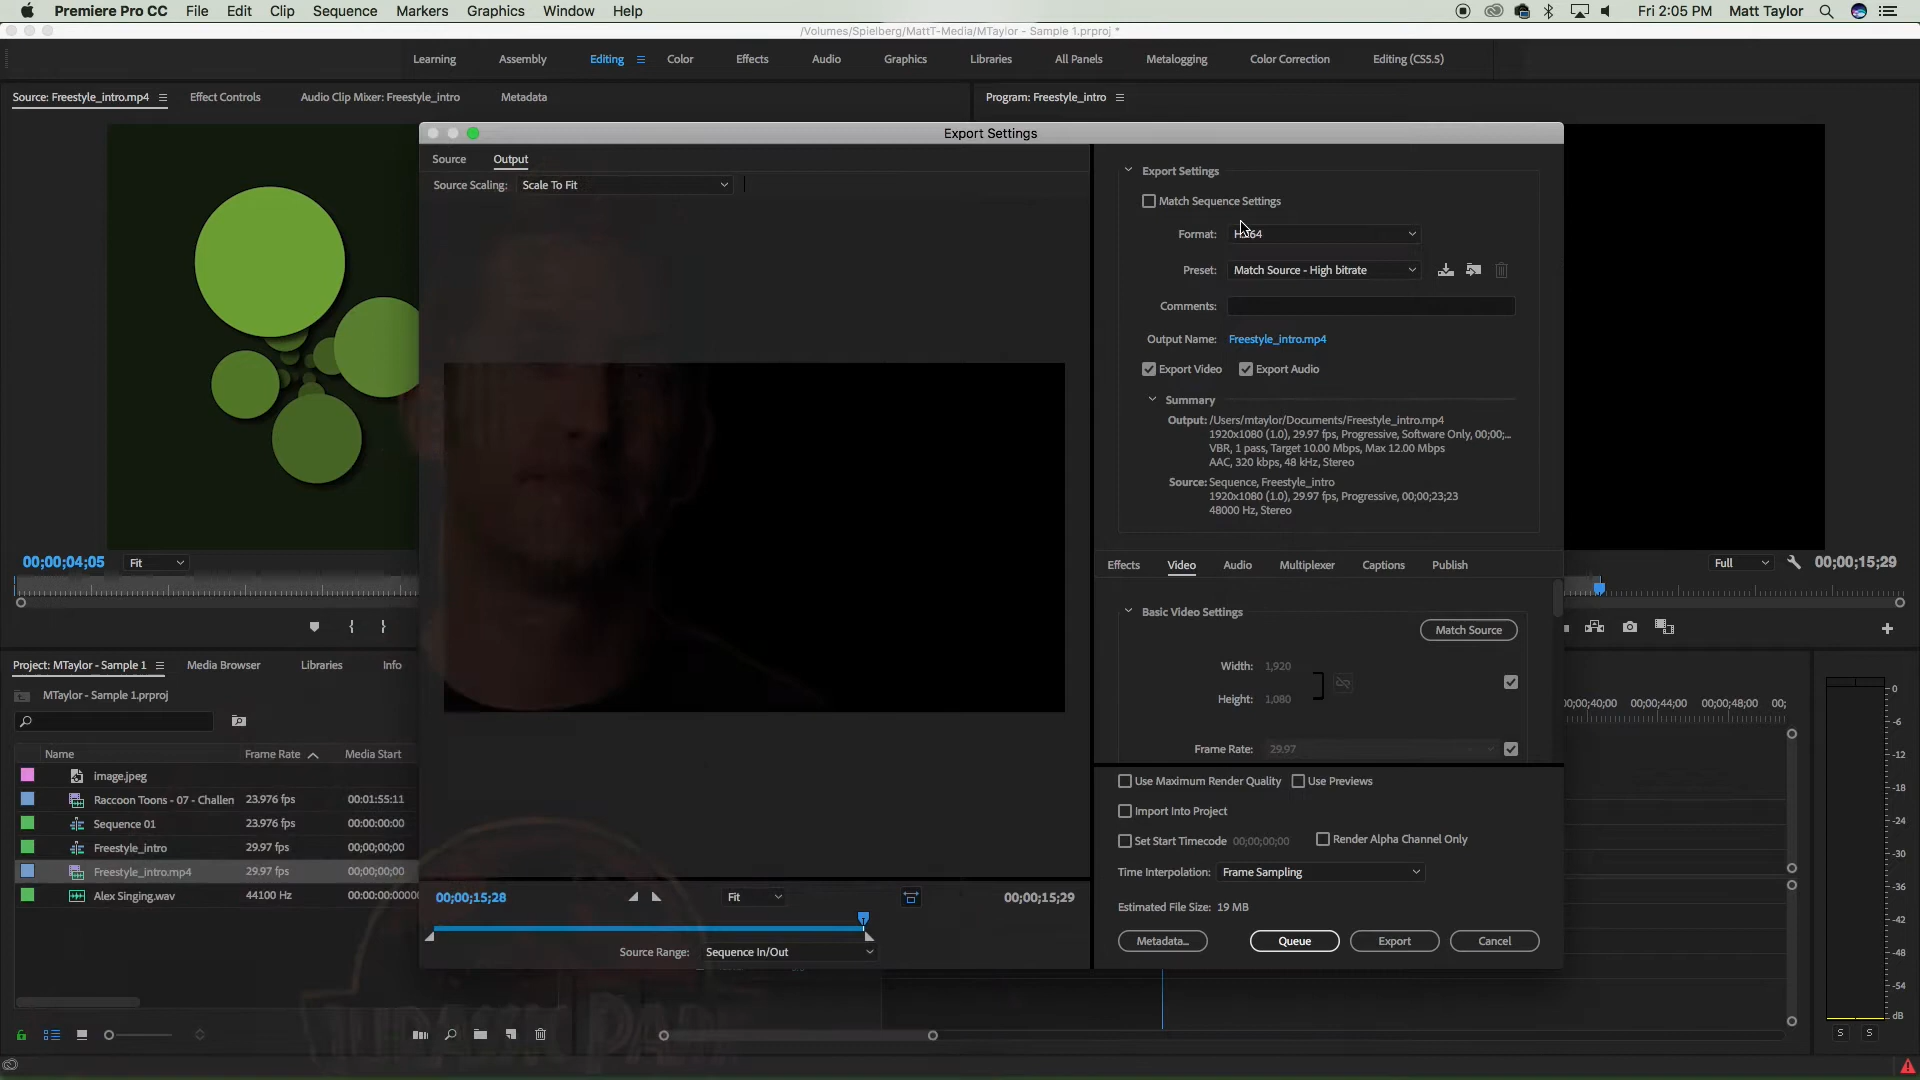 Premiere Pro CC File Edit Clip Sequence Markers Graphics Window Help Fri 2:05 PM Matt Taylor
/Volumes/Spielberg/MattT-Media/MTaylor - Sample 1.prproj *
Learning Assembly Editing Color Effects Audio Graphics Libraries All Panels Metalogging Color Correction Editing (CS5.5)
Source: Freestyle_intro.mp4 Effect Controls Audio Clip Mixer: Freestyle_intro Metadata Program: Freestyle_intro
Export Settings
Source Output
Source Scaling: Scale To Fit
Export Settings
Match Sequence Settings
Format: H.264
Preset: Match Source - High bitrate
Comments:
Output Name: Freestyle_intro.mp4
Export Video Export Audio
Summary
Output: /Users/mtaylor/Documents/Freestyle_intro.mp4
1920x1080 (1.0), 29.97 fps, Progressive, Software Only, 00;00;...
VBR, 1 pass, Target 10.00 Mbps, Max 12.00 Mbps
AAC, 320 kbps, 48 kHz, Stereo
Source: Sequence, Freestyle_intro
1920x1080 (1.0), 29.97 fps, Progressive, 00;00;23;23
48000 Hz, Stereo
00;00;04;05 Fit Full 00;00;15;29
Effects Video Audio Multiplexer Captions Publish
Basic Video Settings
Match Source
Width: 1,920
Height: 1,080
Frame Rate: 29.97
Use Maximum Render Quality Use Previews
Import Into Project
Set Start Timecode 00;00;00;00 Render Alpha Channel Only
Time Interpolation: Frame Sampling
Estimated File Size: 19 MB
Metadata... Queue Export Cancel
00;00;15;28 Fit 00;00;15;29
Source Range: Sequence In/Out
Project: MTaylor - Sample 1 Media Browser Libraries Info
MTaylor - Sample 1.prproj
Name Frame Rate Media Start
image.jpeg
Raccoon Toons - 07 - Challen 23.976 fps 00:01:55:11
Sequence 01 23.976 fps 00:00:00:00
Freestyle_intro 29.97 fps 00;00;00;00
Freestyle_intro.mp4 29.97 fps 00;00;00;00
Alex Singing.wav 44100 Hz 00:00:00:0000
00;00;40;00 00;00;44;00 00;00;48;00 00;
0
-6
-12
-18
-24
-30
-36
-42
-48
-54
dB
S S
JURASSIC PARK